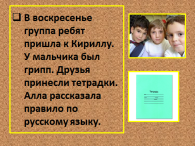 ❑ В воскресенье
группа ребят
пришла к Кириллу.
У мальчика был
грипп. Друзья
принесли тетрадки.
Алла рассказала
правило по
русскому языку.